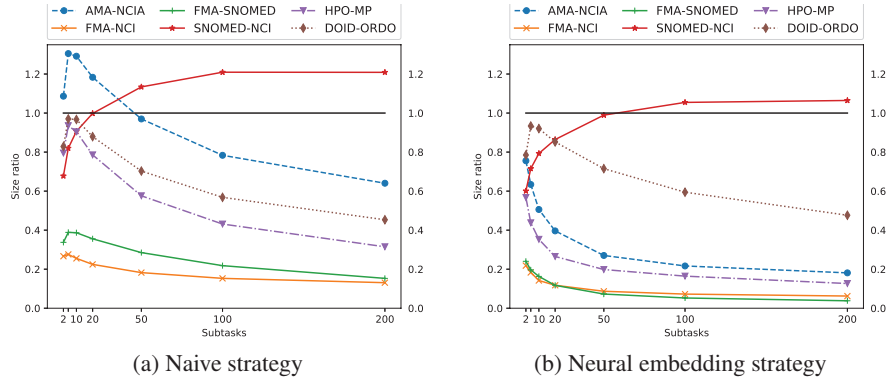 AMA-NCIA FMA-SNOMED HPO-MP
FMA-NCI SNOMED-NCI DOID-ORDO
1.2 1.2
1.0 1.0
0.8 0.8
0.6 0.6
0.4 0.4
0.2 0.2
0.0 0.0
Size ratio
2 10 20 50 100 200
Subtasks
(a) Naive strategy
AMA-NCIA FMA-SNOMED HPO-MP
FMA-NCI SNOMED-NCI DOID-ORDO
1.2 1.2
1.0 1.0
0.8 0.8
0.6 0.6
0.4 0.4
0.2 0.2
0.0 0.0
Size ratio
2 10 20 50 100 200
Subtasks
(b) Neural embedding strategy